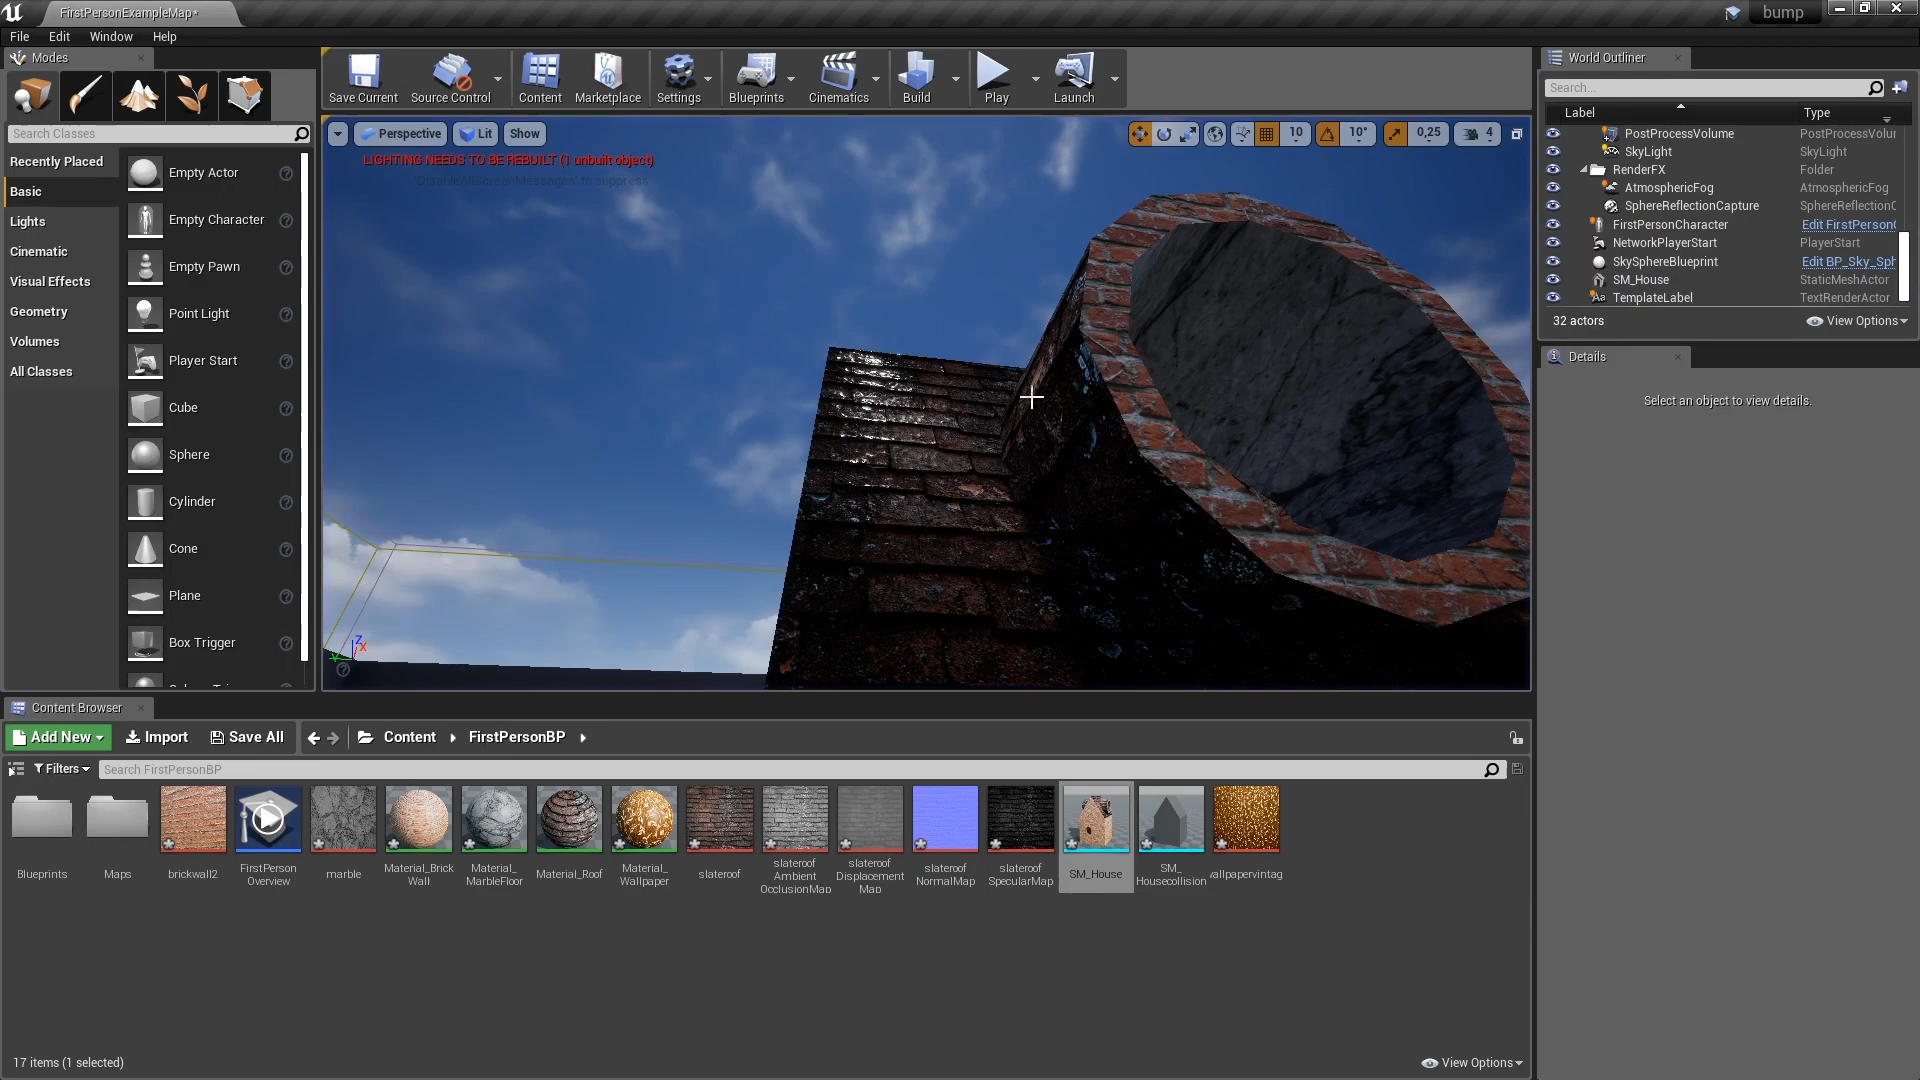 FirstPersonExampleMap*
bump
File Edit Window Help
Modes
Save Current
Source Control
Content
Marketplace
Settings
Blueprints
Cinematics
Build
Play
Launch
World Outliner
Search...
Label Type
PostProcessVolume PostProcessVolur
SkyLight SkyLight
RenderFX Folder
AtmosphericFog AtmosphericFog
SphereReflectionCapture SphereReflectionC
FirstPersonCharacter Edit FirstPerson
NetworkPlayerStart PlayerStart
SkySphereBlueprint Edit BP_Sky_Sph
SM_House StaticMeshActor
TemplateLabel TextRenderActor
32 actors
View Options
Details
Select an object to view details.
Search Classes
Recently Placed
Basic
Lights
Cinematic
Visual Effects
Geometry
Volumes
All Classes
Empty Actor
Empty Character
Empty Pawn
Point Light
Player Start
Cube
Sphere
Cylinder
Cone
Plane
Box Trigger
Perspective
Lit
Show
10
10°
0,25
4
LIGHTING NEEDS TO BE REBUILT (1 unbuilt object)
'DisableAllScreenMessages' to suppress
Z
X
Y
Content Browser
Add New
Import
Save All
Content
FirstPersonBP
Filters
Search FirstPersonBP
Blueprints
Maps
brickwall2
FirstPerson
Overview
marble
Material_Brick
Wall
Material_
MarbleFloor
Material_Roof
Material_
Wallpaper
slateroof
slateroof
Ambient
OcclusionMap
slateroof
Displacement
Map
slateroof
NormalMap
slateroof
SpecularMap
SM_House
SM_
Housecollision
allpapervintag
17 items (1 selected)
View Options